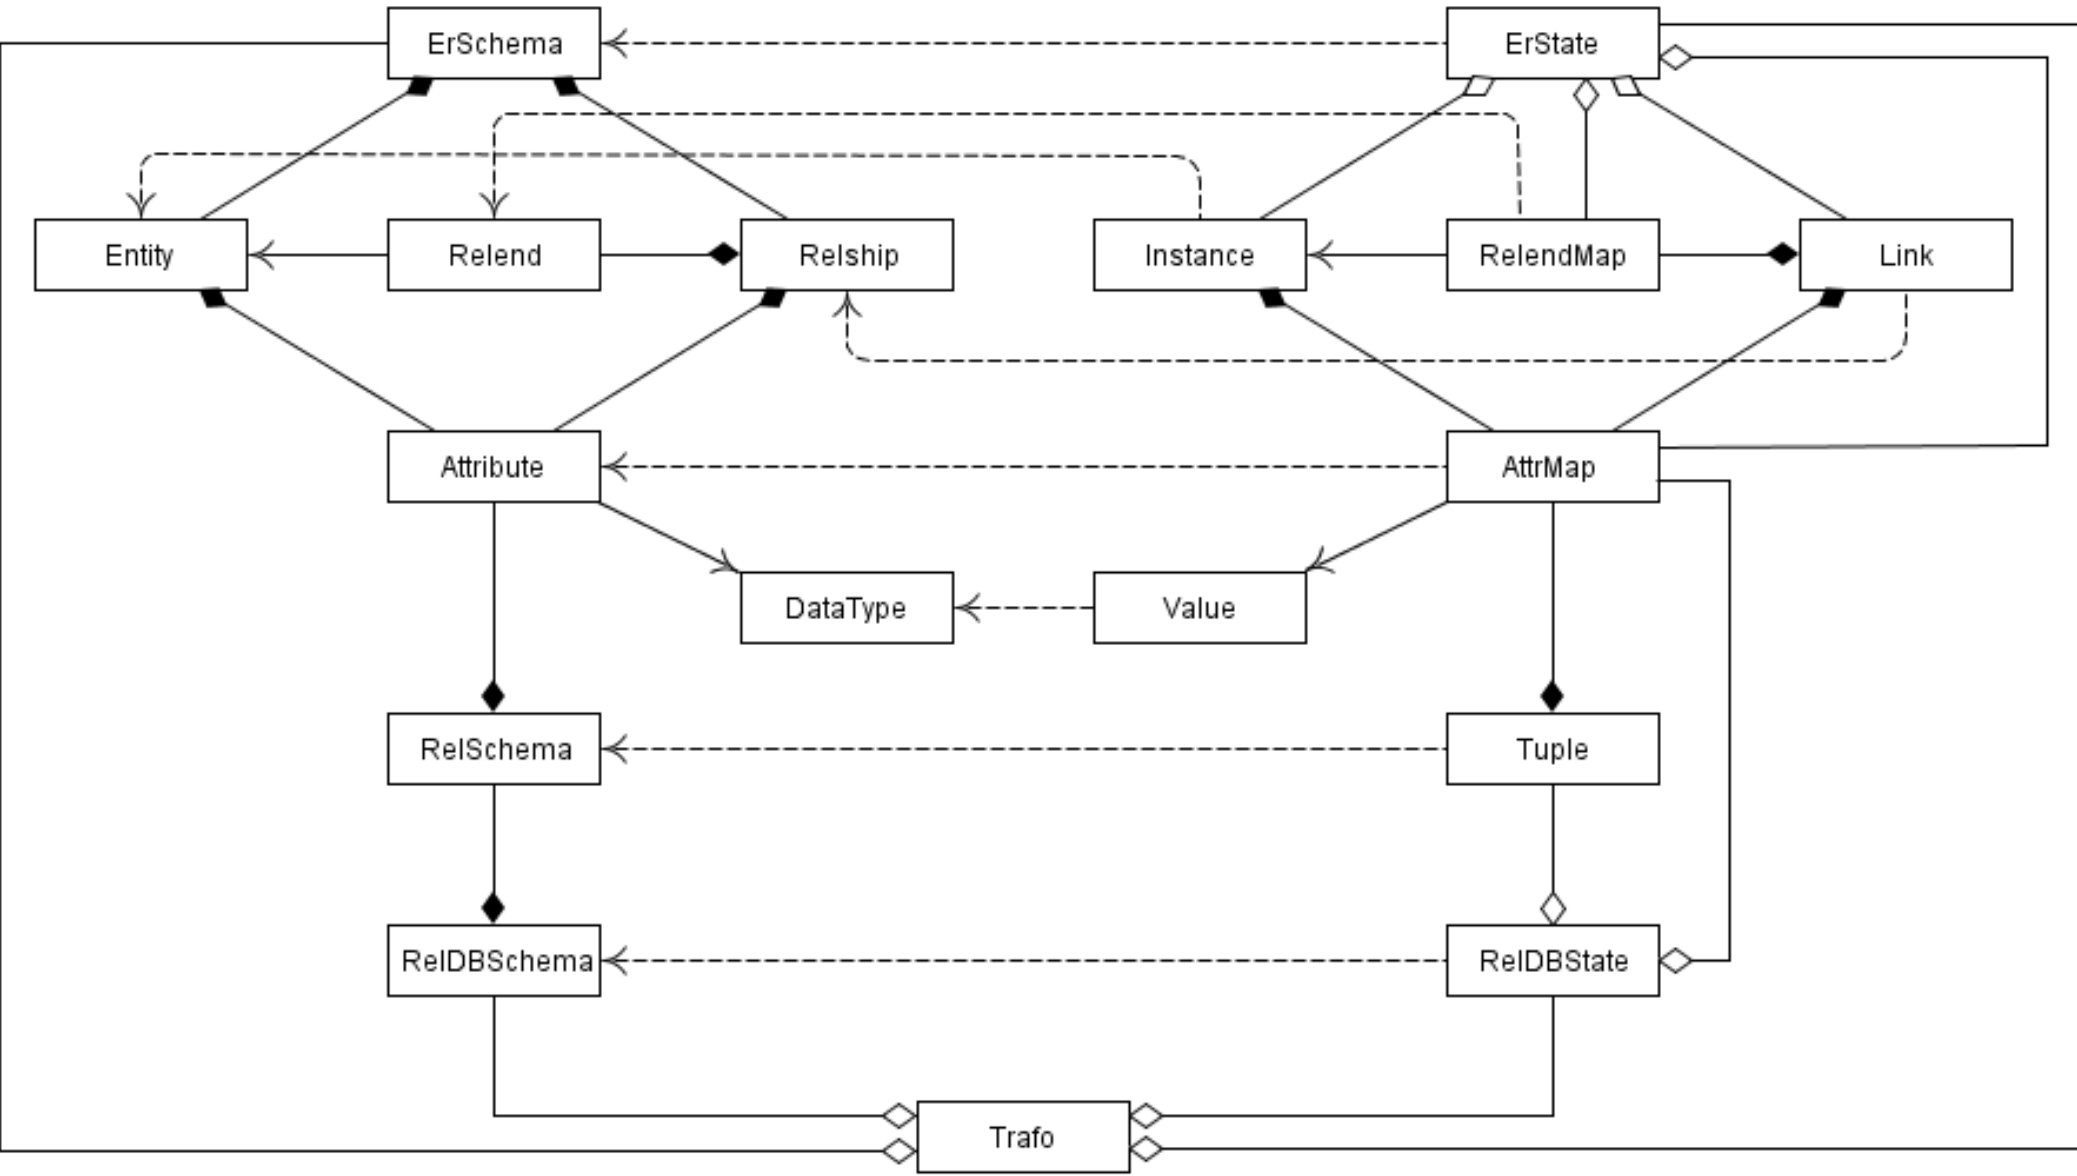 ErSchema
ErState
Entity
Relend
Relship
Instance
RelendMap
Link
Attribute
AttrMap
DataType
Value
RelSchema
Tuple
RelDBSchema
RelDBState
Trafo